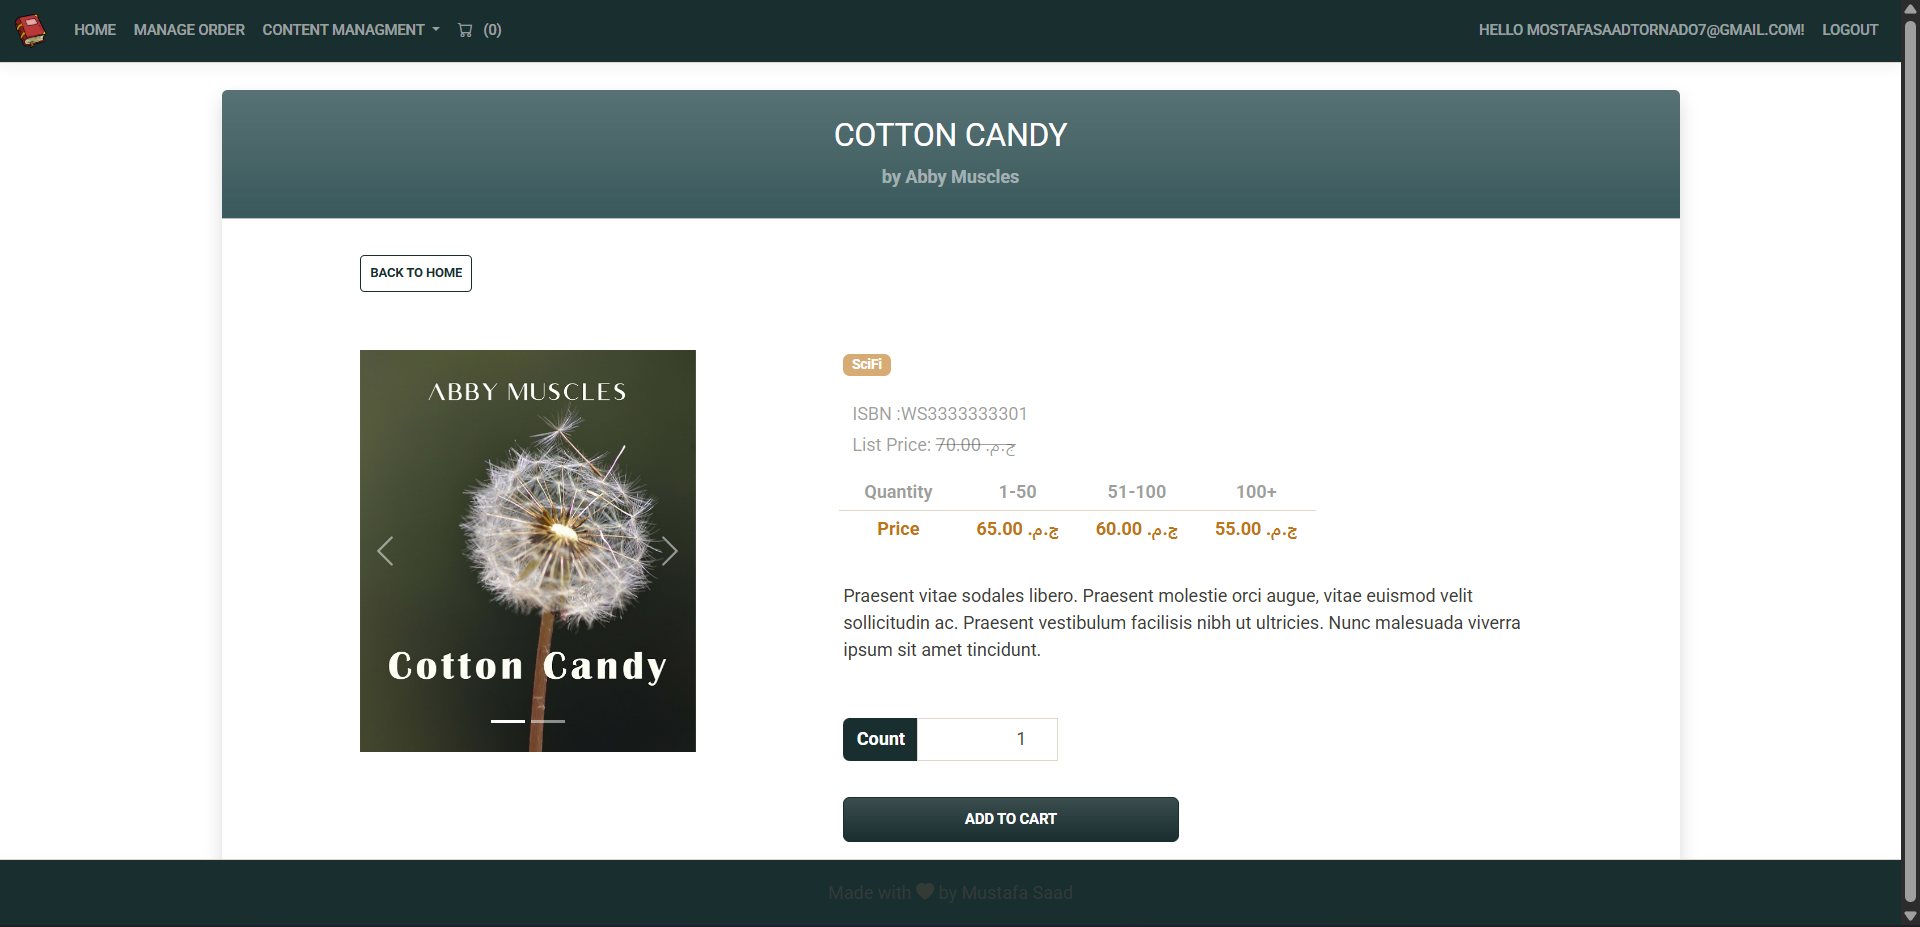 HOME MANAGE ORDER CONTENT MANAGMENT (0) HELLO MOSTAFASAADTORNADO7@GMAIL.COM! LOGOUT
COTTON CANDY
by Abby Muscles
BACK TO HOME
ABBY MUSCLES
Cotton Candy
SciFi
ISBN :WS3333333301
List Price: 70.00 ج.م.
Quantity 1-50 51-100 100+
Price 65.00 ج.م. 60.00 ج.م. 55.00 ج.م.
Praesent vitae sodales libero. Praesent molestie orci augue, vitae euismod velit
sollicitudin ac. Praesent vestibulum facilisis nibh ut ultricies. Nunc malesuada viverra
ipsum sit amet tincidunt.
Count 1
ADD TO CART
Made with ♥ by Mustafa Saad